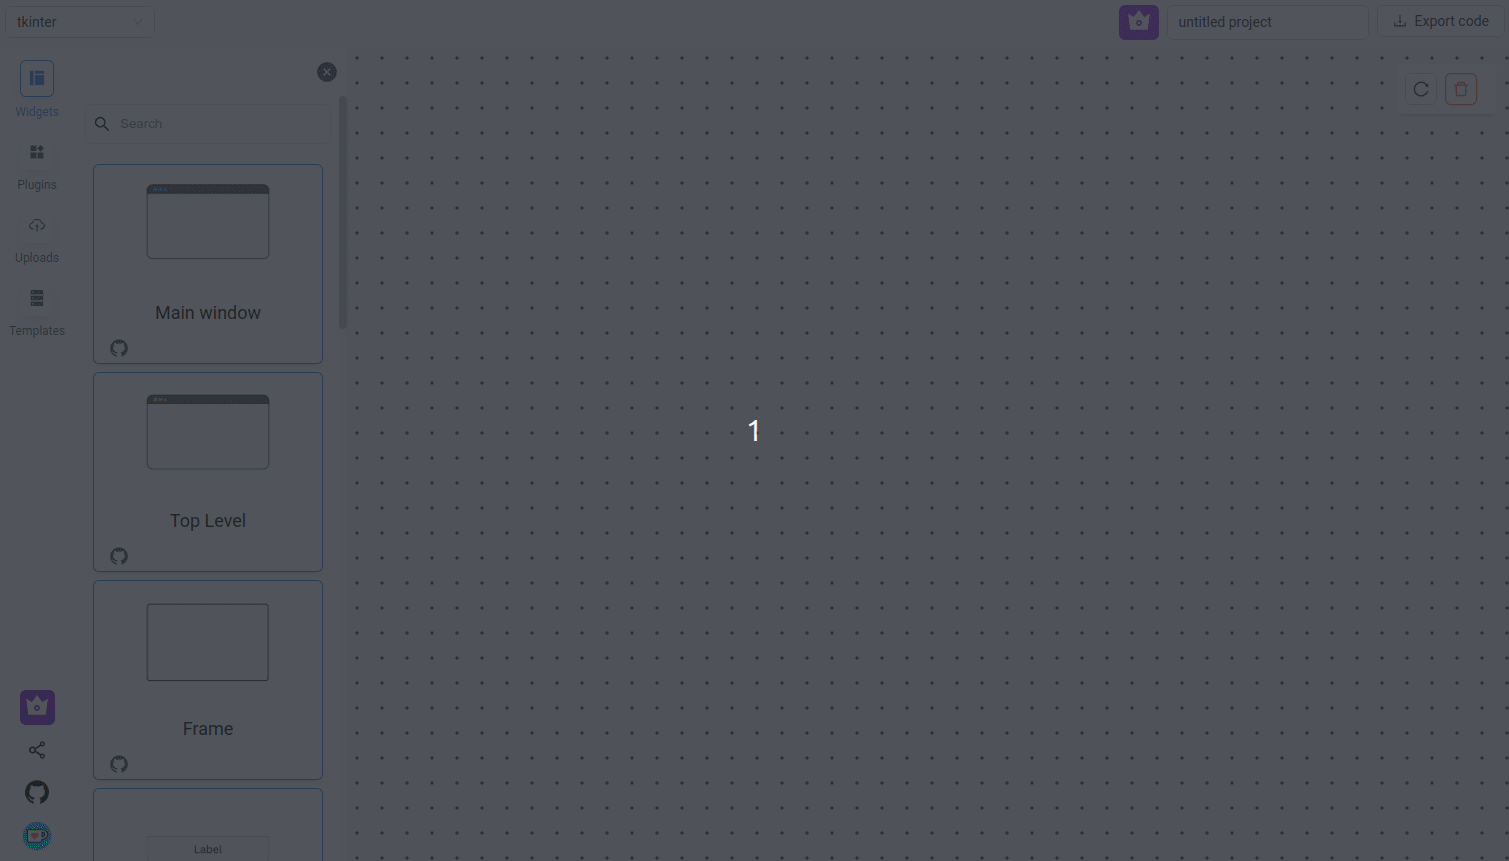 tkinter
untitled project
Export code
Widgets
Plugins
Uploads
Templates
Search
Main window
Top Level
Frame
Label
1